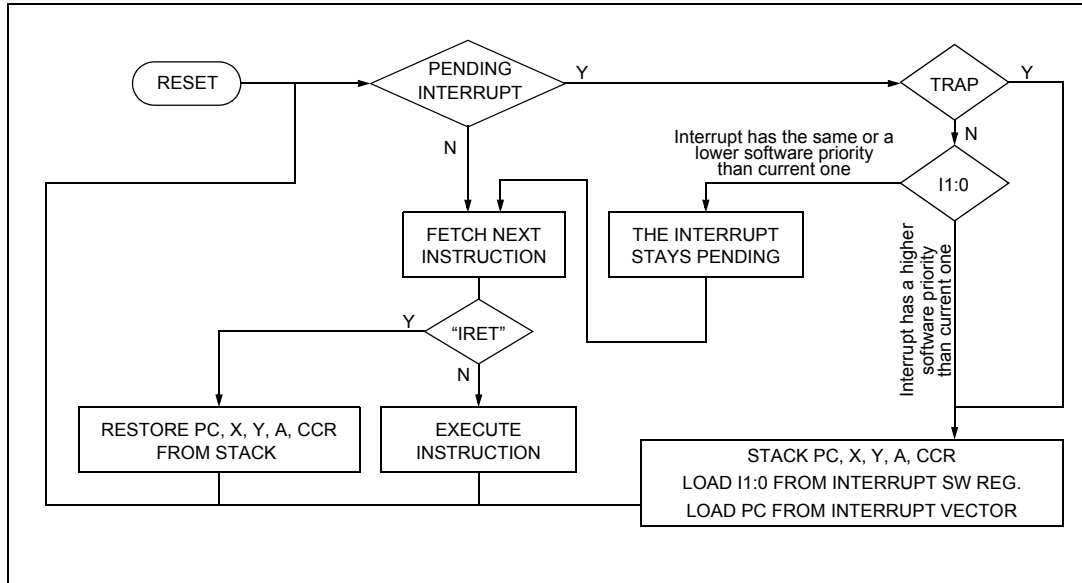 RESET
PENDING
INTERRUPT
Y
TRAP
Y
N
N
Interrupt has the same or a
lower software priority
than current one
I1:0
FETCH NEXT
INSTRUCTION
THE INTERRUPT
STAYS PENDING
Interrupt has a higher
software priority
than current one
“IRET”
Y
N
RESTORE PC, X, Y, A, CCR
FROM STACK
EXECUTE
INSTRUCTION
STACK PC, X, Y, A, CCR
LOAD I1:0 FROM INTERRUPT SW REG.
LOAD PC FROM INTERRUPT VECTOR